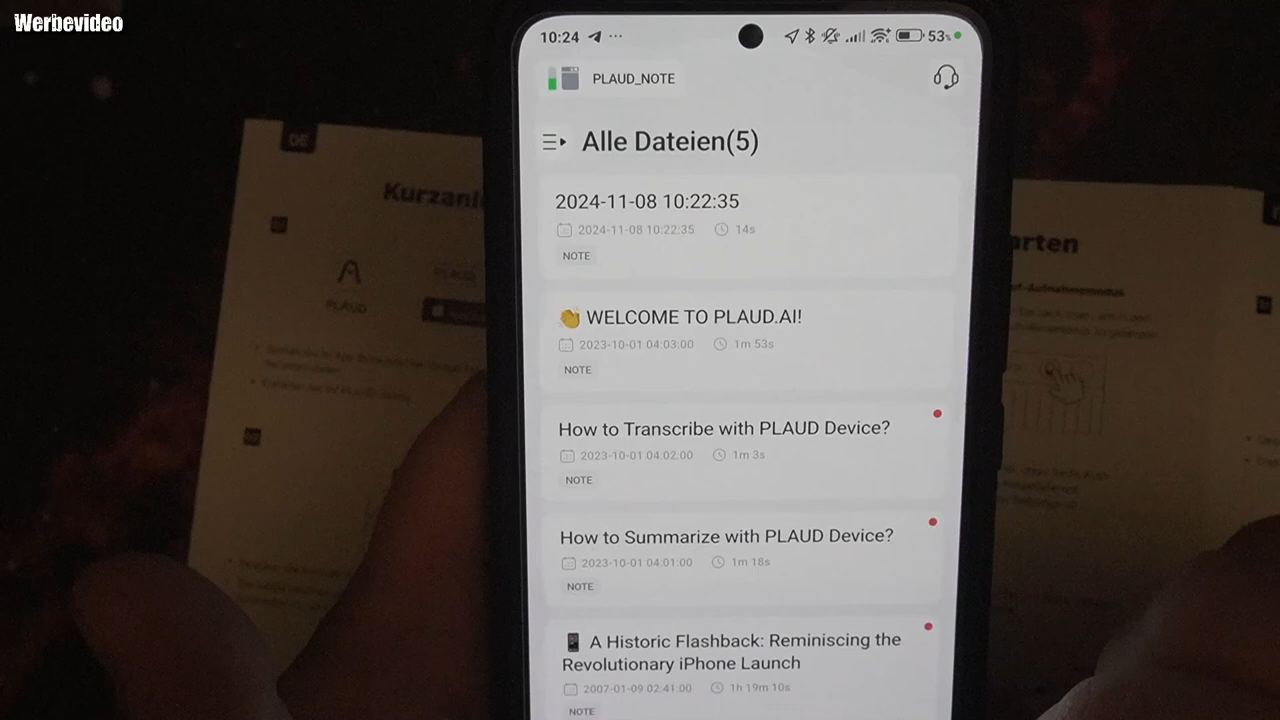 Werbevideo
10:24
53%
PLAUD_NOTE
Alle Dateien(5)
2024-11-08 10:22:35
2024-11-08 10:22:35 14s
NOTE
WELCOME TO PLAUD.AI!
2023-10-01 04:03:00 1m 53s
NOTE
How to Transcribe with PLAUD Device?
2023-10-01 04:02:00 1m 3s
NOTE
How to Summarize with PLAUD Device?
2023-10-01 04:01:00 1m 18s
NOTE
A Historic Flashback: Reminiscing the
Revolutionary iPhone Launch
2007-01-09 02:41:00 1h 19m 10s
NOTE
DE
PLAUD